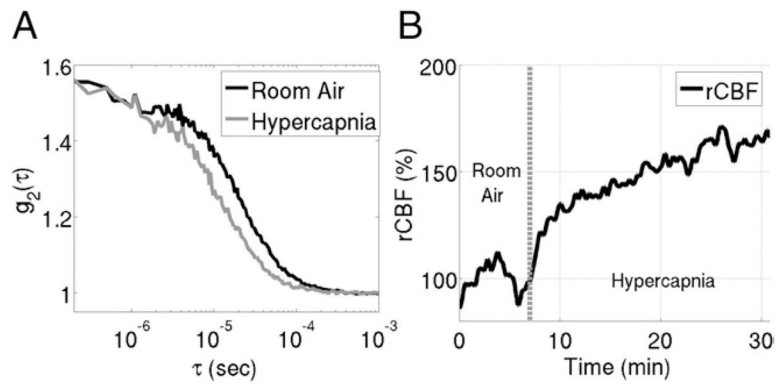 A
1.6
1.4
1.2
1
g₂(τ)
Room Air
Hypercapnia
10⁻⁶ 10⁻⁵ 10⁻⁴ 10⁻³
τ (sec)
B
200
150
100
rCBF (%)
rCBF
Room
Air
Hypercapnia
0 10 20 30
Time (min)